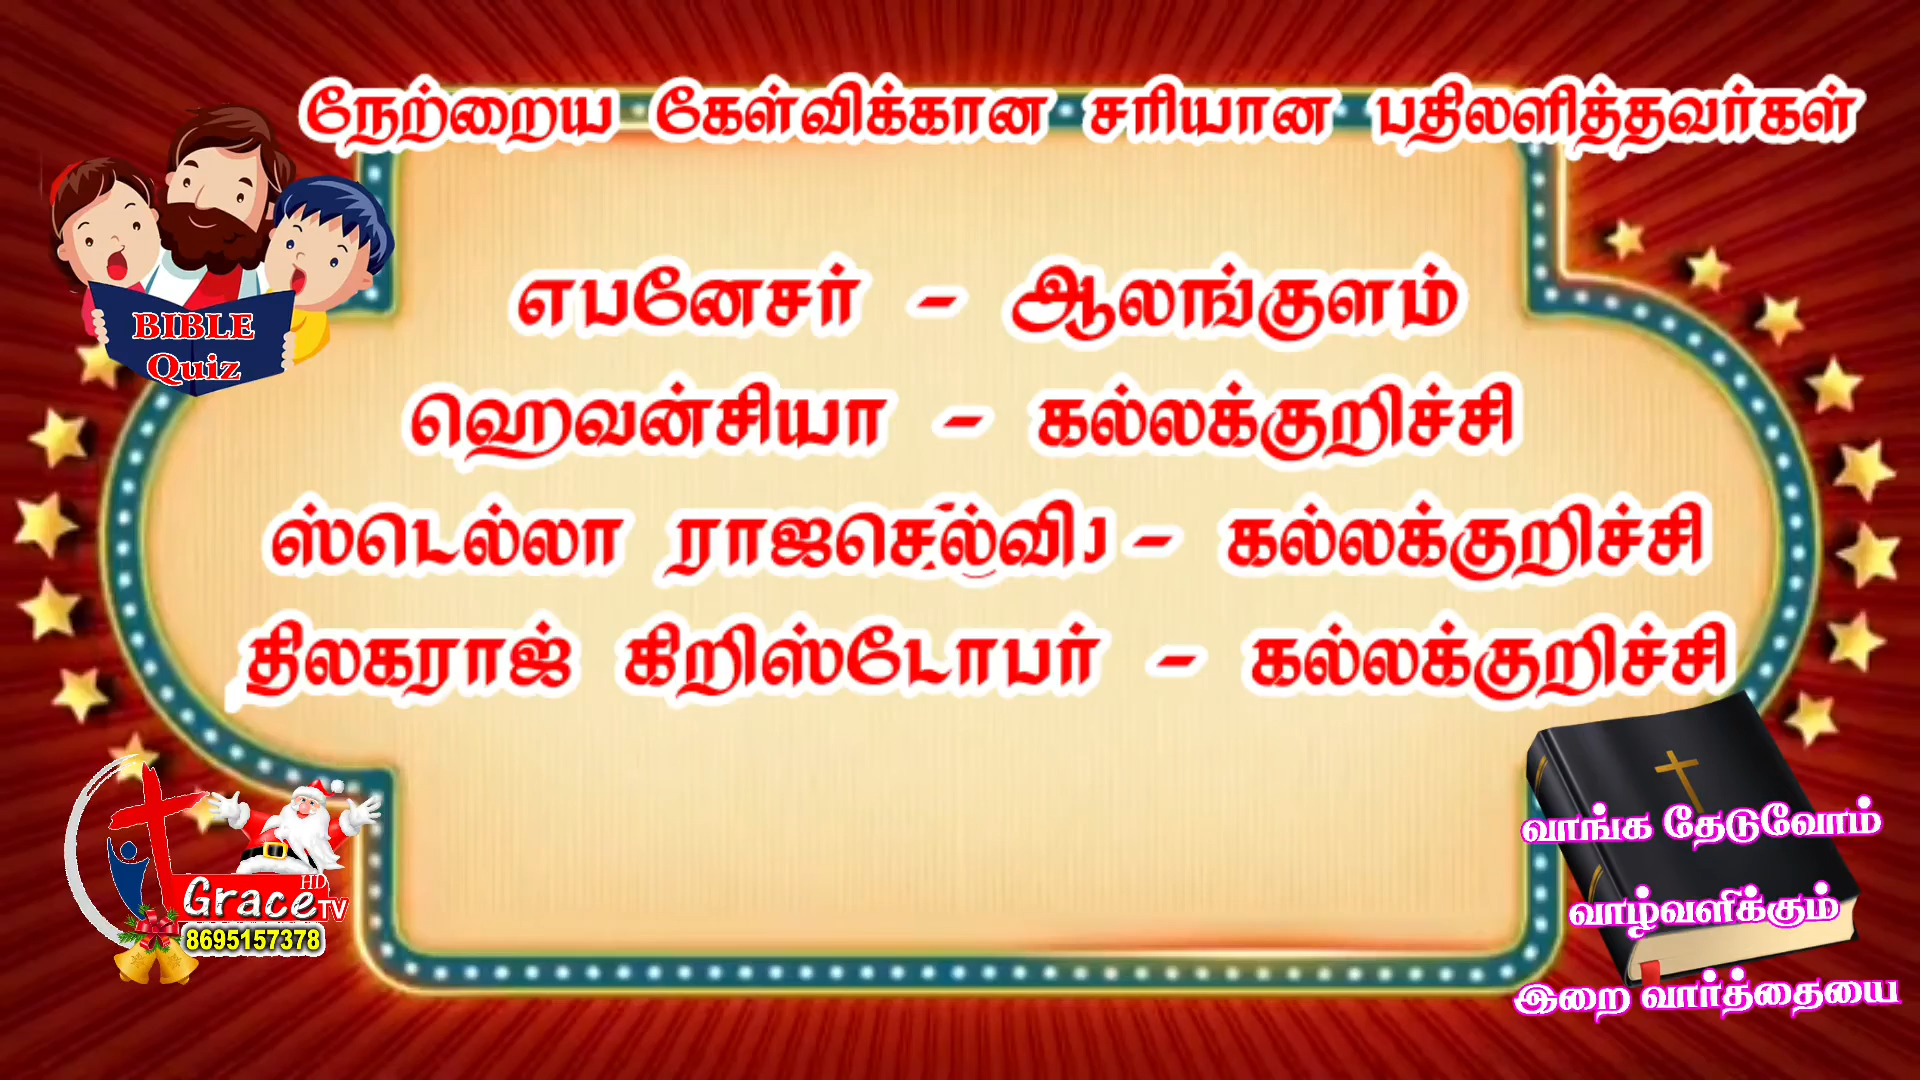 நேற்றைய கேள்விக்கான சரியான பதிலளித்தவர்கள்
BIBLE
Quiz
எபனேசர் - ஆலங்குளம்
ஹெவன்சியா - கல்லக்குறிச்சி
ஸ்டெல்லா - கல்லக்குறிச்சி
திலகராஜ் கிறிஸ்டோபர் - கல்லக்குறிச்சி
Grace HD TV
8695157378
வாங்க தேடுவோம்
வாழ்வளிக்கும்
இறை வார்த்தையை